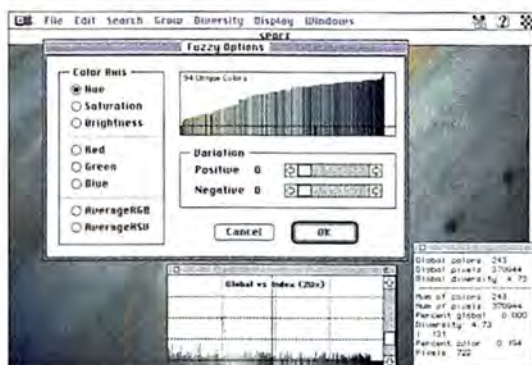 File Edit Search Grow Diversity Display Windows
SPACE
Fuzzy Options
Color Axis
Hue
Saturation
Brightness
Red
Green
Blue
AverageRGB
AverageHSV
94 Unique Colors
Variation
Positive 0
Negative 0
Cancel
OK
Global vs Index (20x)
Global colors 243
Global pixels 370944
Global diversity 4.73
Num of colors 243
Num of pixels 370944
Percent global 0.000
Diversity 4.73
: 131
Percent color 0.194
Pixels 722